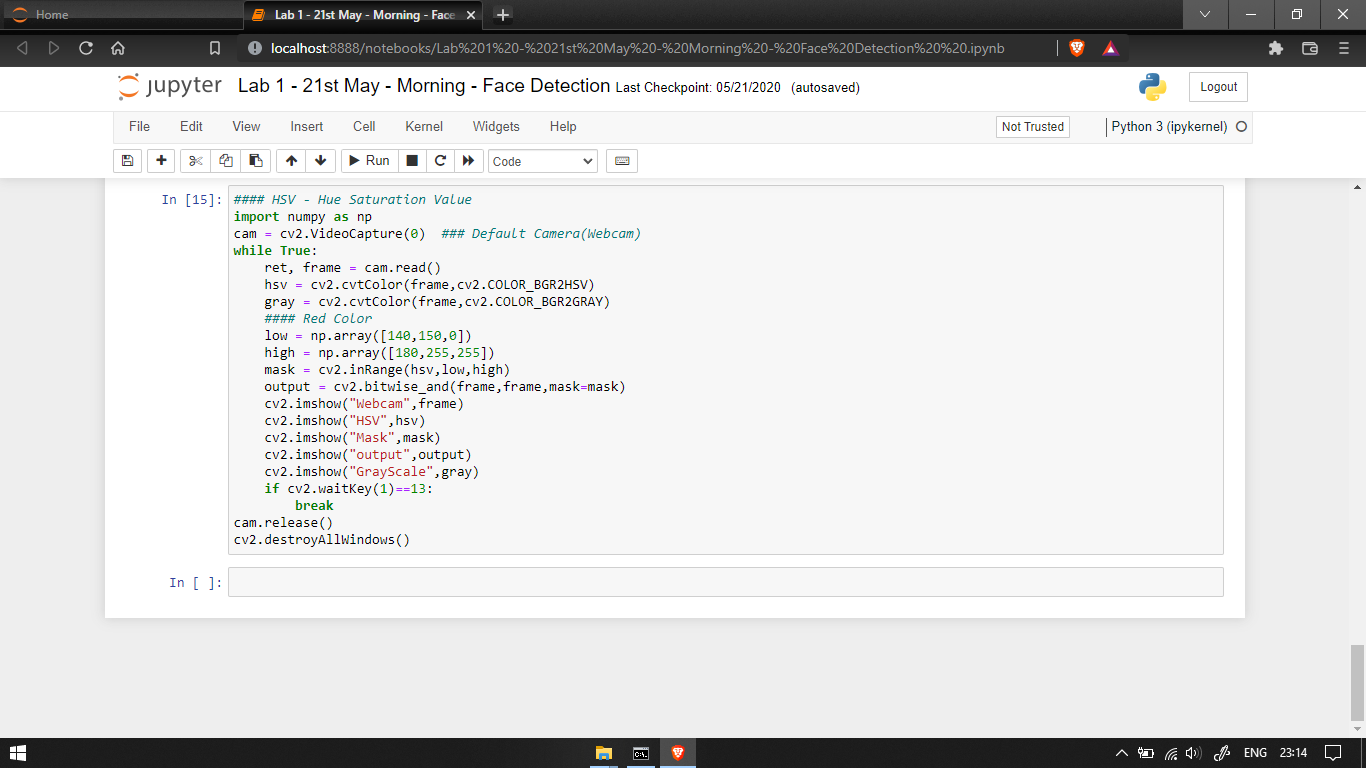 Home
Lab 1 - 21st May - Morning - Face
localhost:8888/notebooks/Lab%201%20-%2021st%20May%20-%20Morning%20-%20Face%20Detection%20%20.ipynb
jupyter Lab 1 - 21st May - Morning - Face Detection Last Checkpoint: 05/21/2020 (autosaved)
Logout
File Edit View Insert Cell Kernel Widgets Help
Not Trusted
Python 3 (ipykernel)
Run
Code
In [15]:
#### HSV - Hue Saturation Value
import numpy as np
cam = cv2.VideoCapture(0)  ### Default Camera(Webcam)
while True:
    ret, frame = cam.read()
    hsv = cv2.cvtColor(frame,cv2.COLOR_BGR2HSV)
    gray = cv2.cvtColor(frame,cv2.COLOR_BGR2GRAY)
    #### Red Color
    low = np.array([140,150,0])
    high = np.array([180,255,255])
    mask = cv2.inRange(hsv,low,high)
    output = cv2.bitwise_and(frame,frame,mask=mask)
    cv2.imshow("Webcam",frame)
    cv2.imshow("HSV",hsv)
    cv2.imshow("Mask",mask)
    cv2.imshow("output",output)
    cv2.imshow("GrayScale",gray)
    if cv2.waitKey(1)==13:
        break
cam.release()
cv2.destroyAllWindows()
In [ ]:
ENG 23:14